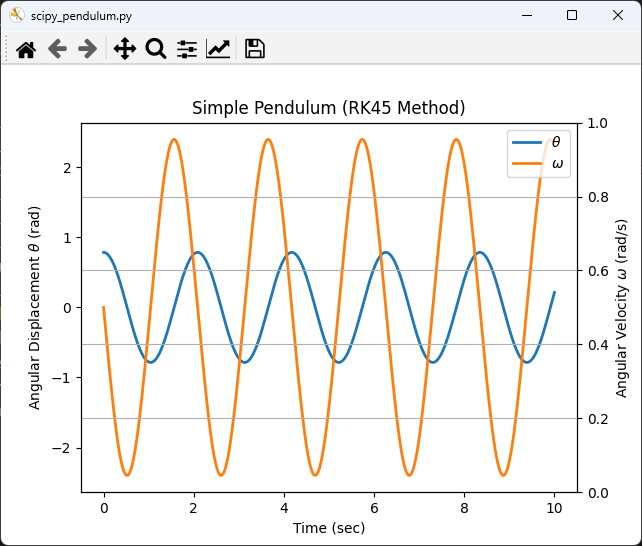 scipy_pendulum.py
Simple Pendulum (RK45 Method)
θ
ω
Angular Displacement θ (rad)
2
1
0
−1
−2
1.0
0.8
0.6
0.4
0.2
0.0
Angular Velocity ω (rad/s)
0 2 4 6 8 10
Time (sec)